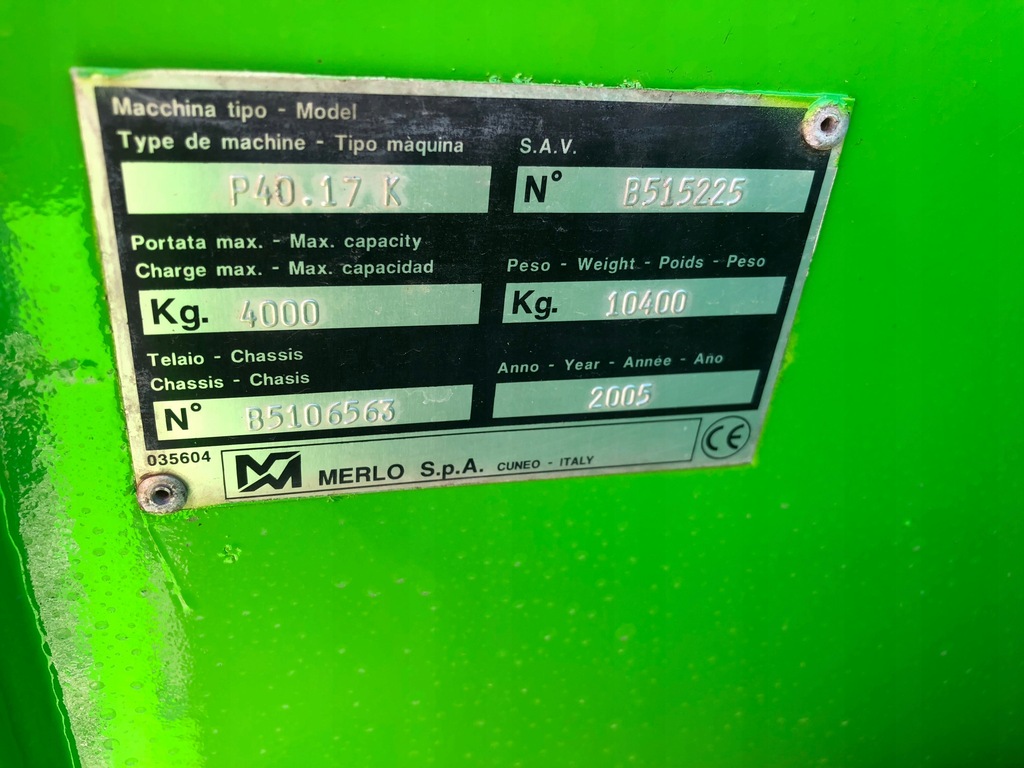 Macchina tipo - Model
Type de machine - Tipo màquina
P40.17 K
S.A.V.
N° B515225
Portata max. - Max. capacity
Charge max. - Max. capacidad
Kg. 4000
Peso - Weight - Poids - Peso
Kg. 10400
Telaio - Chassis
Chassis - Chasis
N° B5106563
Anno - Year - Année - Ano
2005
035604
MERLO S.p.A. CUNEO - ITALY
CE